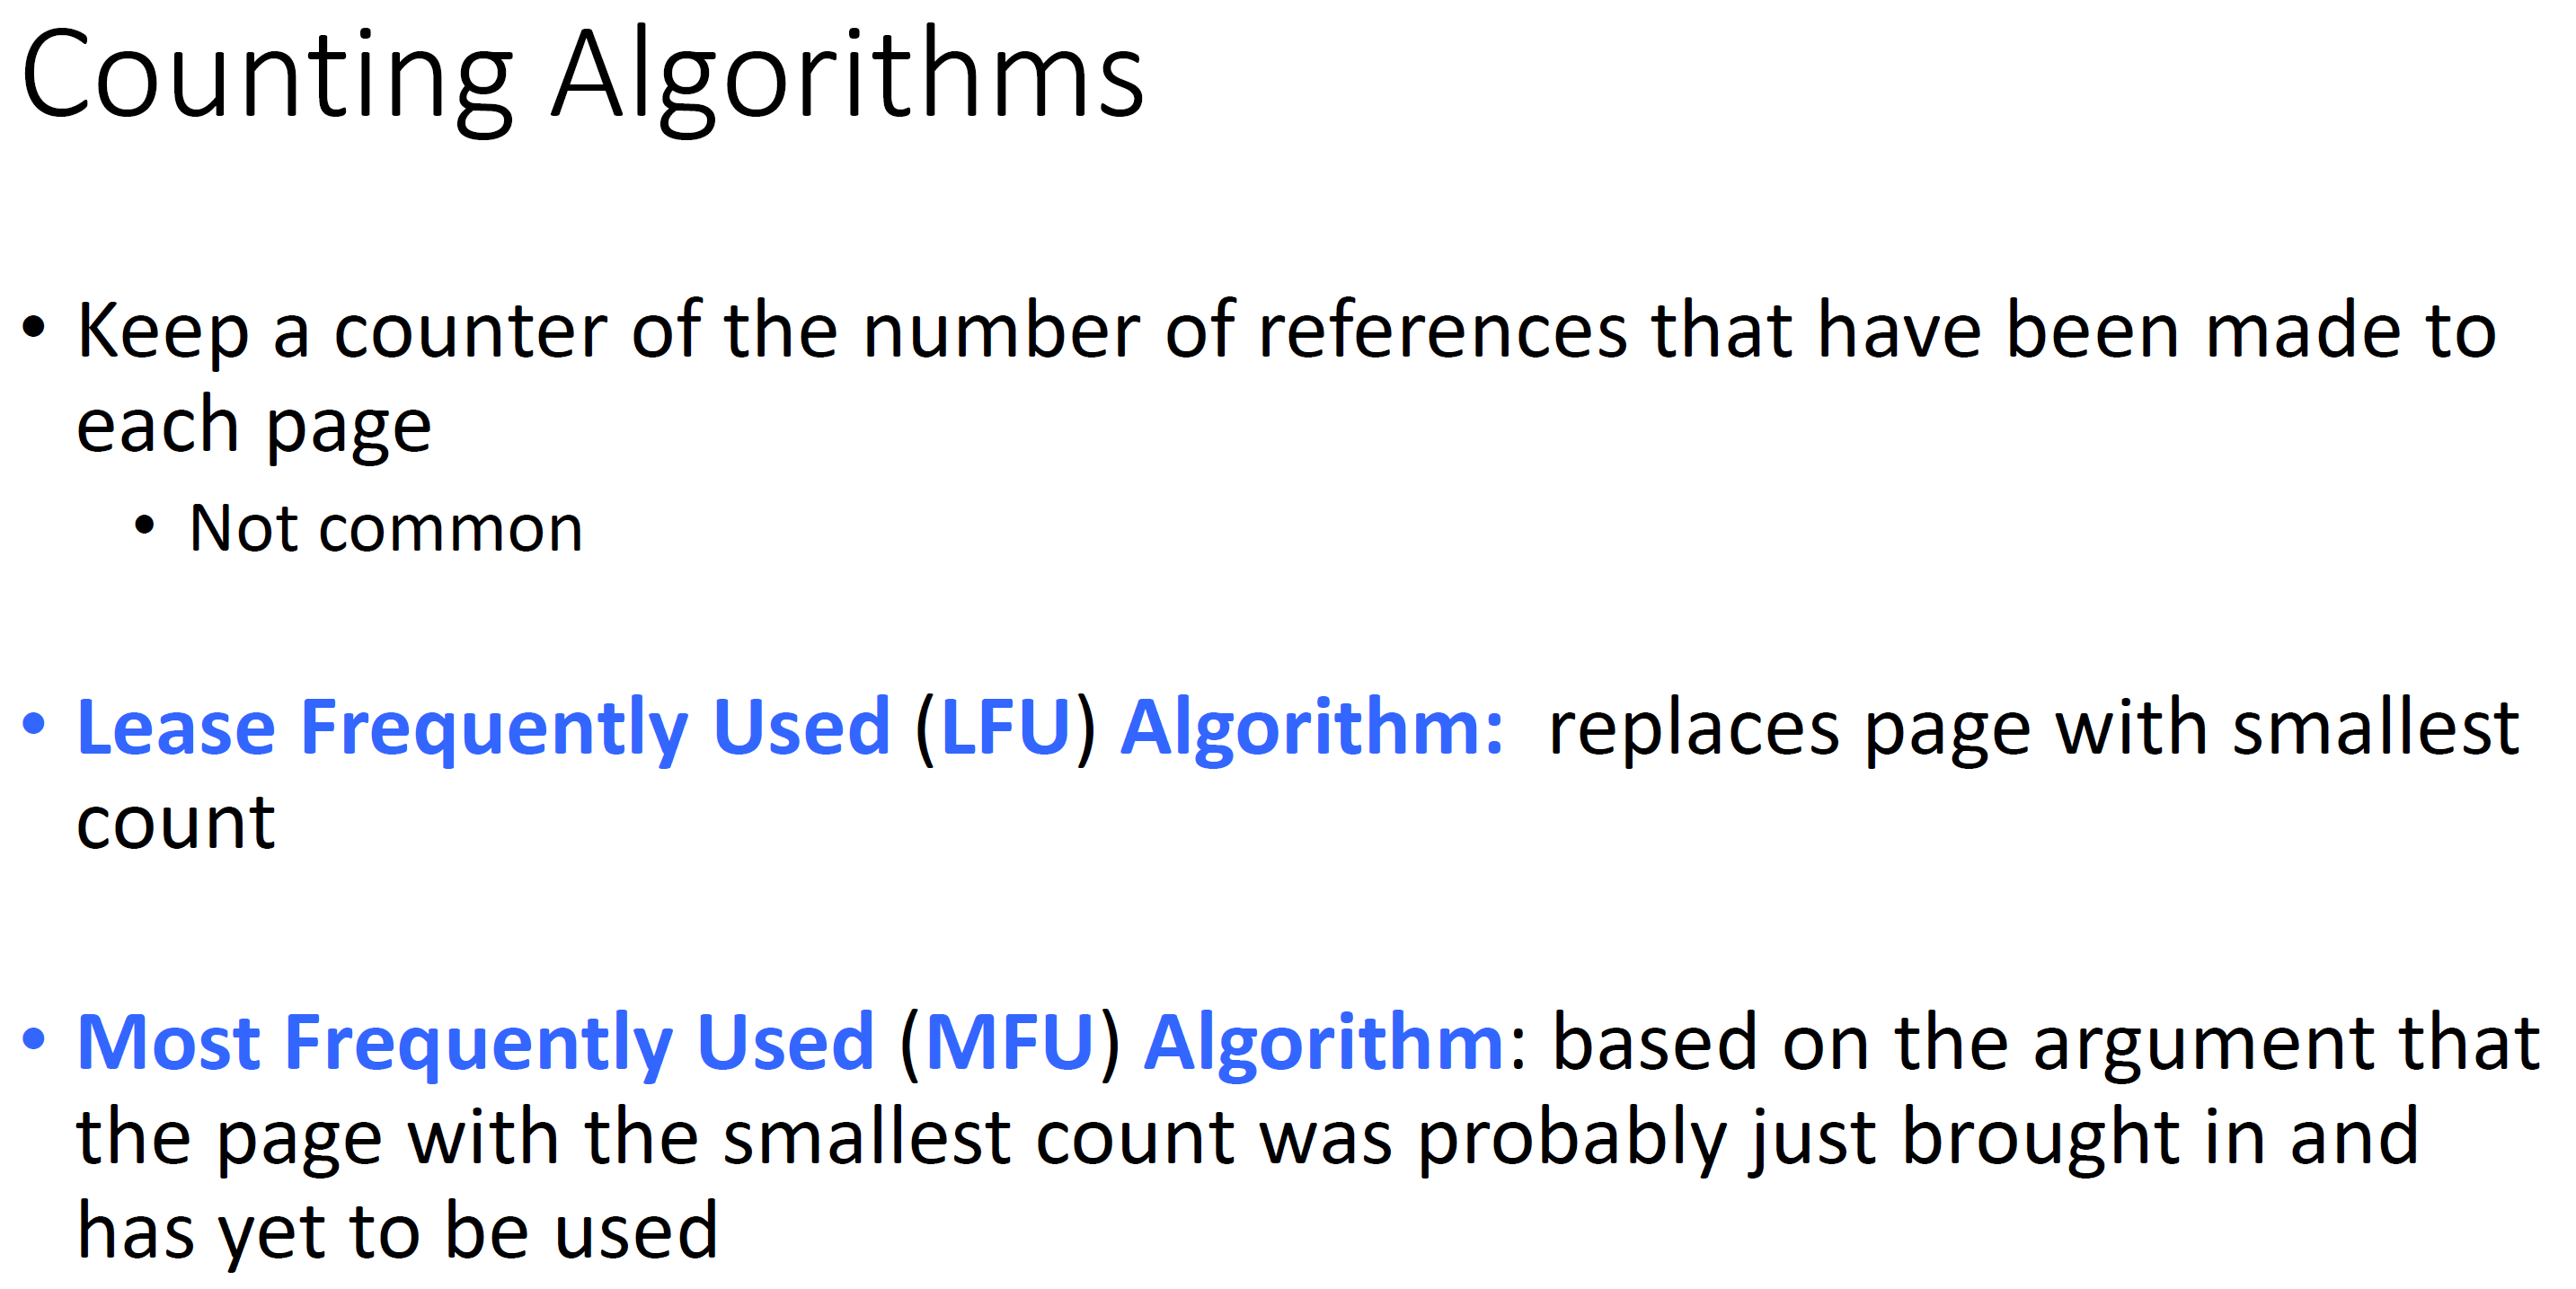 Counting Algorithms
• Keep a counter of the number of references that have been made to
each page
• Not common
• Lease Frequently Used (LFU) Algorithm:  replaces page with smallest
count
• Most Frequently Used (MFU) Algorithm: based on the argument that
the page with the smallest count was probably just brought in and
has yet to be used